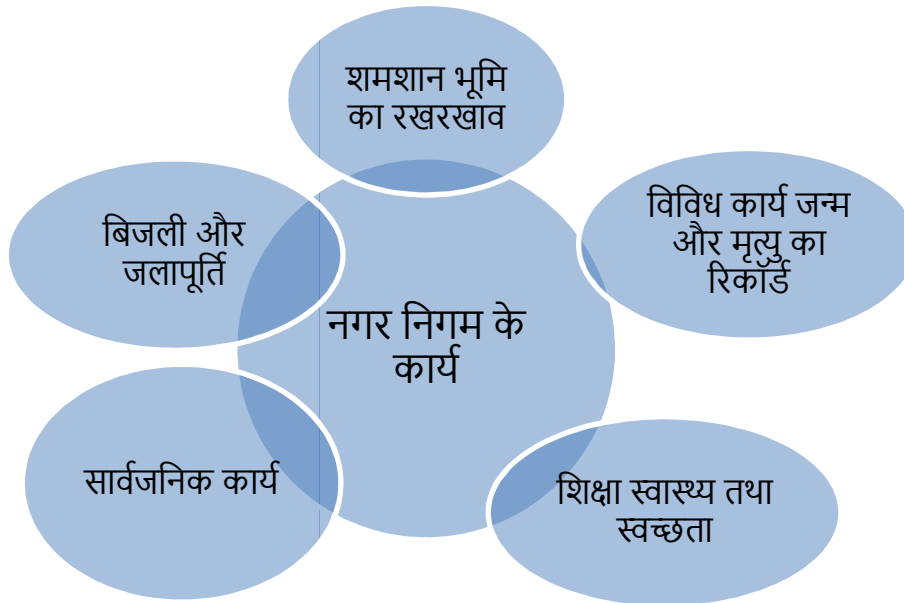 शमशान भूमि
का रखरखाव
विविध कार्य जन्म
और मृत्यु का
रिकॉर्ड
बिजली और
जलापूर्ति
नगर निगम के
कार्य
सार्वजनिक कार्य
शिक्षा स्वास्थ्य तथा
स्वच्छता